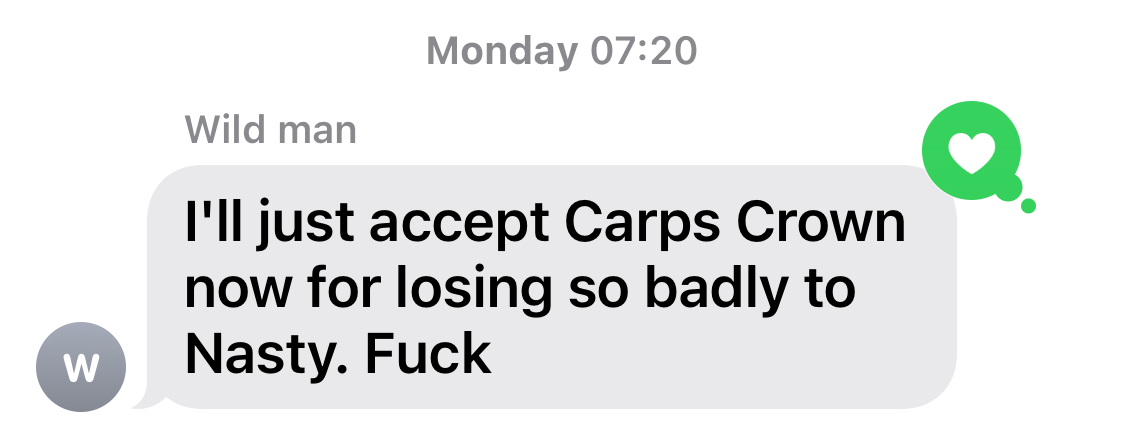 Monday 07:20
Wild man
I'll just accept Carps Crown
now for losing so badly to
Nasty. Fuck
W